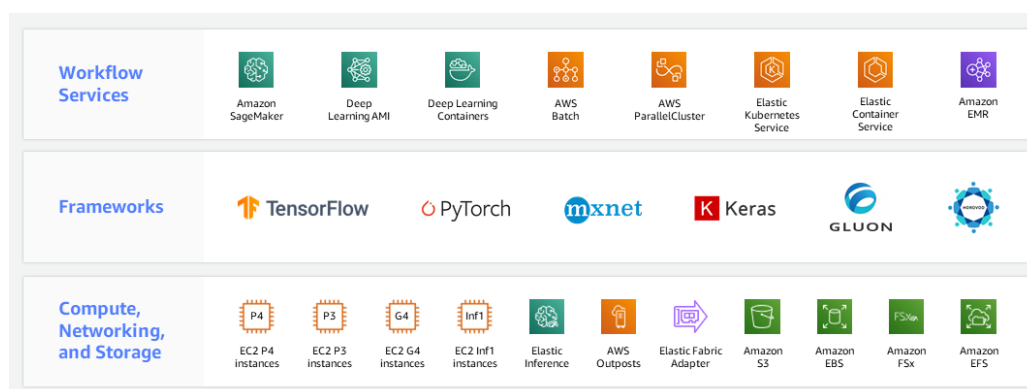 Workflow
Services
Amazon
SageMaker
Deep
Learning AMI
Deep Learning
Containers
AWS
Batch
AWS
ParallelCluster
Elastic
Kubernetes
Service
Elastic
Container
Service
Amazon
EMR
Frameworks
TensorFlow
PyTorch
mxnet
K Keras
GLUON
HOROVOD
Compute,
Networking,
and Storage
P4
EC2 P4
instances
P3
EC2 P3
instances
G4
EC2 G4
instances
Inf1
EC2 Inf1
instances
Elastic
Inference
AWS
Outposts
Elastic Fabric
Adapter
Amazon
S3
Amazon
EBS
FSx
Amazon
FSx
Amazon
EFS